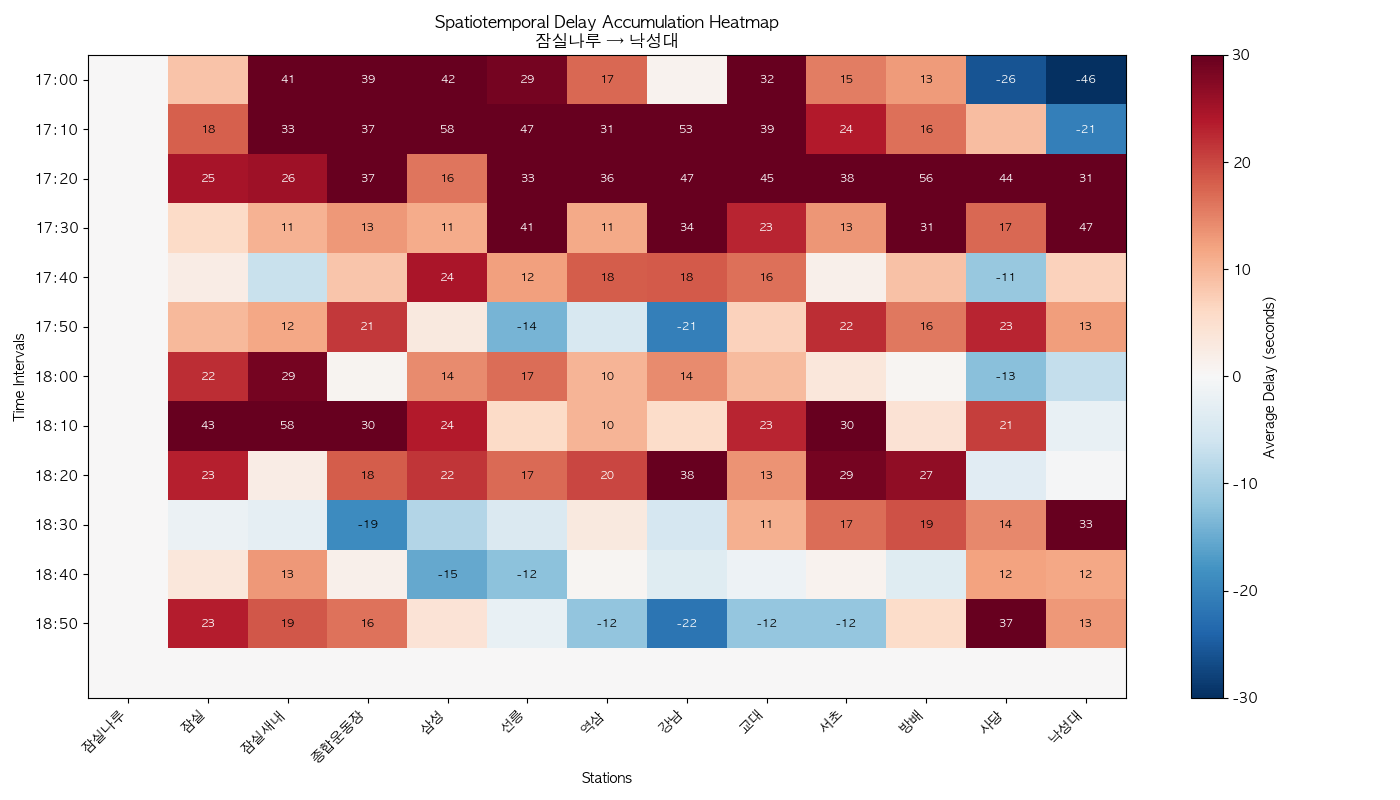 Spatiotemporal Delay Accumulation Heatmap
잠실나루 → 낙성대
17:00 41 39 42 29 17 32 15 13 -26 -46
17:10 18 33 37 58 47 31 53 39 24 16 -21
17:20 25 26 37 16 33 36 47 45 38 56 44 31
17:30 11 13 11 41 11 34 23 13 31 17 47
17:40 24 12 18 18 16 -11
17:50 12 21 -14 -21 22 16 23 13
18:00 22 29 14 17 10 14 -13
18:10 43 58 30 24 10 23 30 21
18:20 23 18 22 17 20 38 13 29 27
18:30 -19 11 17 19 14 33
18:40 13 -15 -12 12 12
18:50 23 19 16 -12 -22 -12 -12 37 13
잠실나루 잠실 잠실새내 종합운동장 삼성 선릉 역삼 강남 교대 서초 방배 사당 낙성대
Stations
Time Intervals
30
20
10
0
-10
-20
-30
Average Delay (seconds)